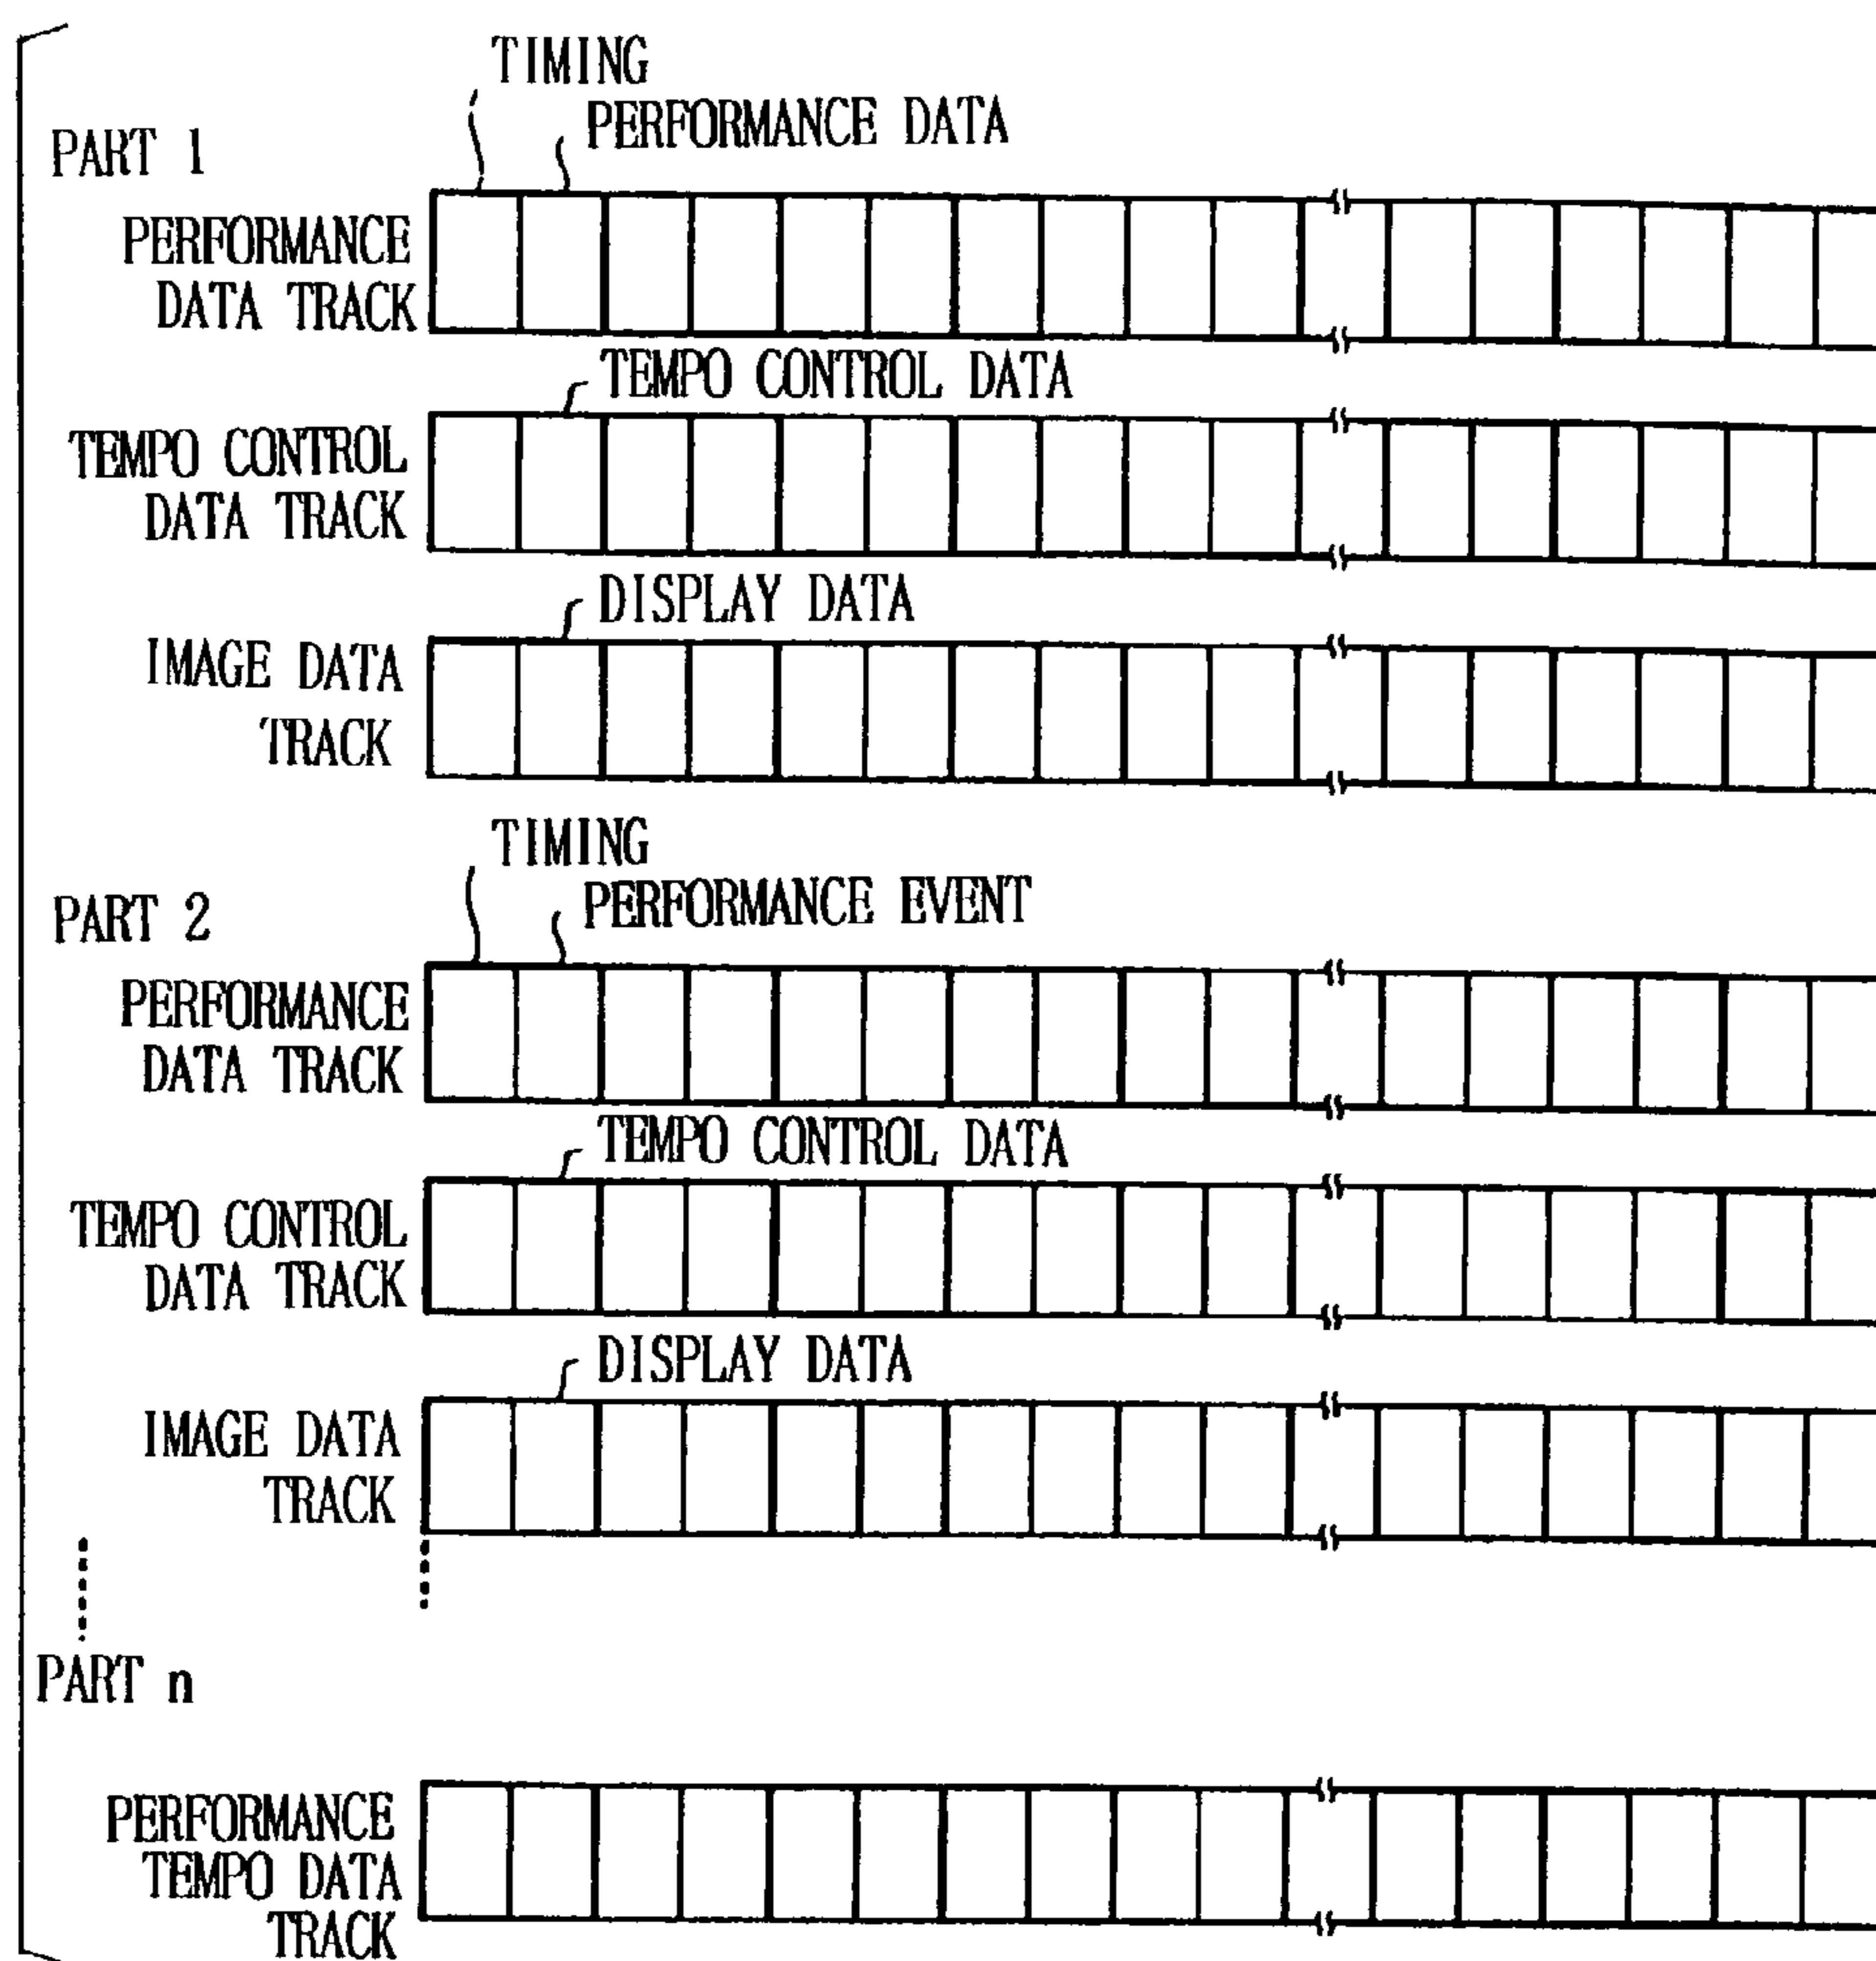 TIMING
PERFORMANCE DATA
PART 1
PERFORMANCE
DATA TRACK
TEMPO CONTROL DATA
TEMPO CONTROL
DATA TRACK
DISPLAY DATA
IMAGE DATA
TRACK
TIMING
PERFORMANCE EVENT
PART 2
PERFORMANCE
DATA TRACK
TEMPO CONTROL DATA
TEMPO CONTROL
DATA TRACK
DISPLAY DATA
IMAGE DATA
TRACK
PART n
PERFORMANCE
TEMPO DATA
TRACK